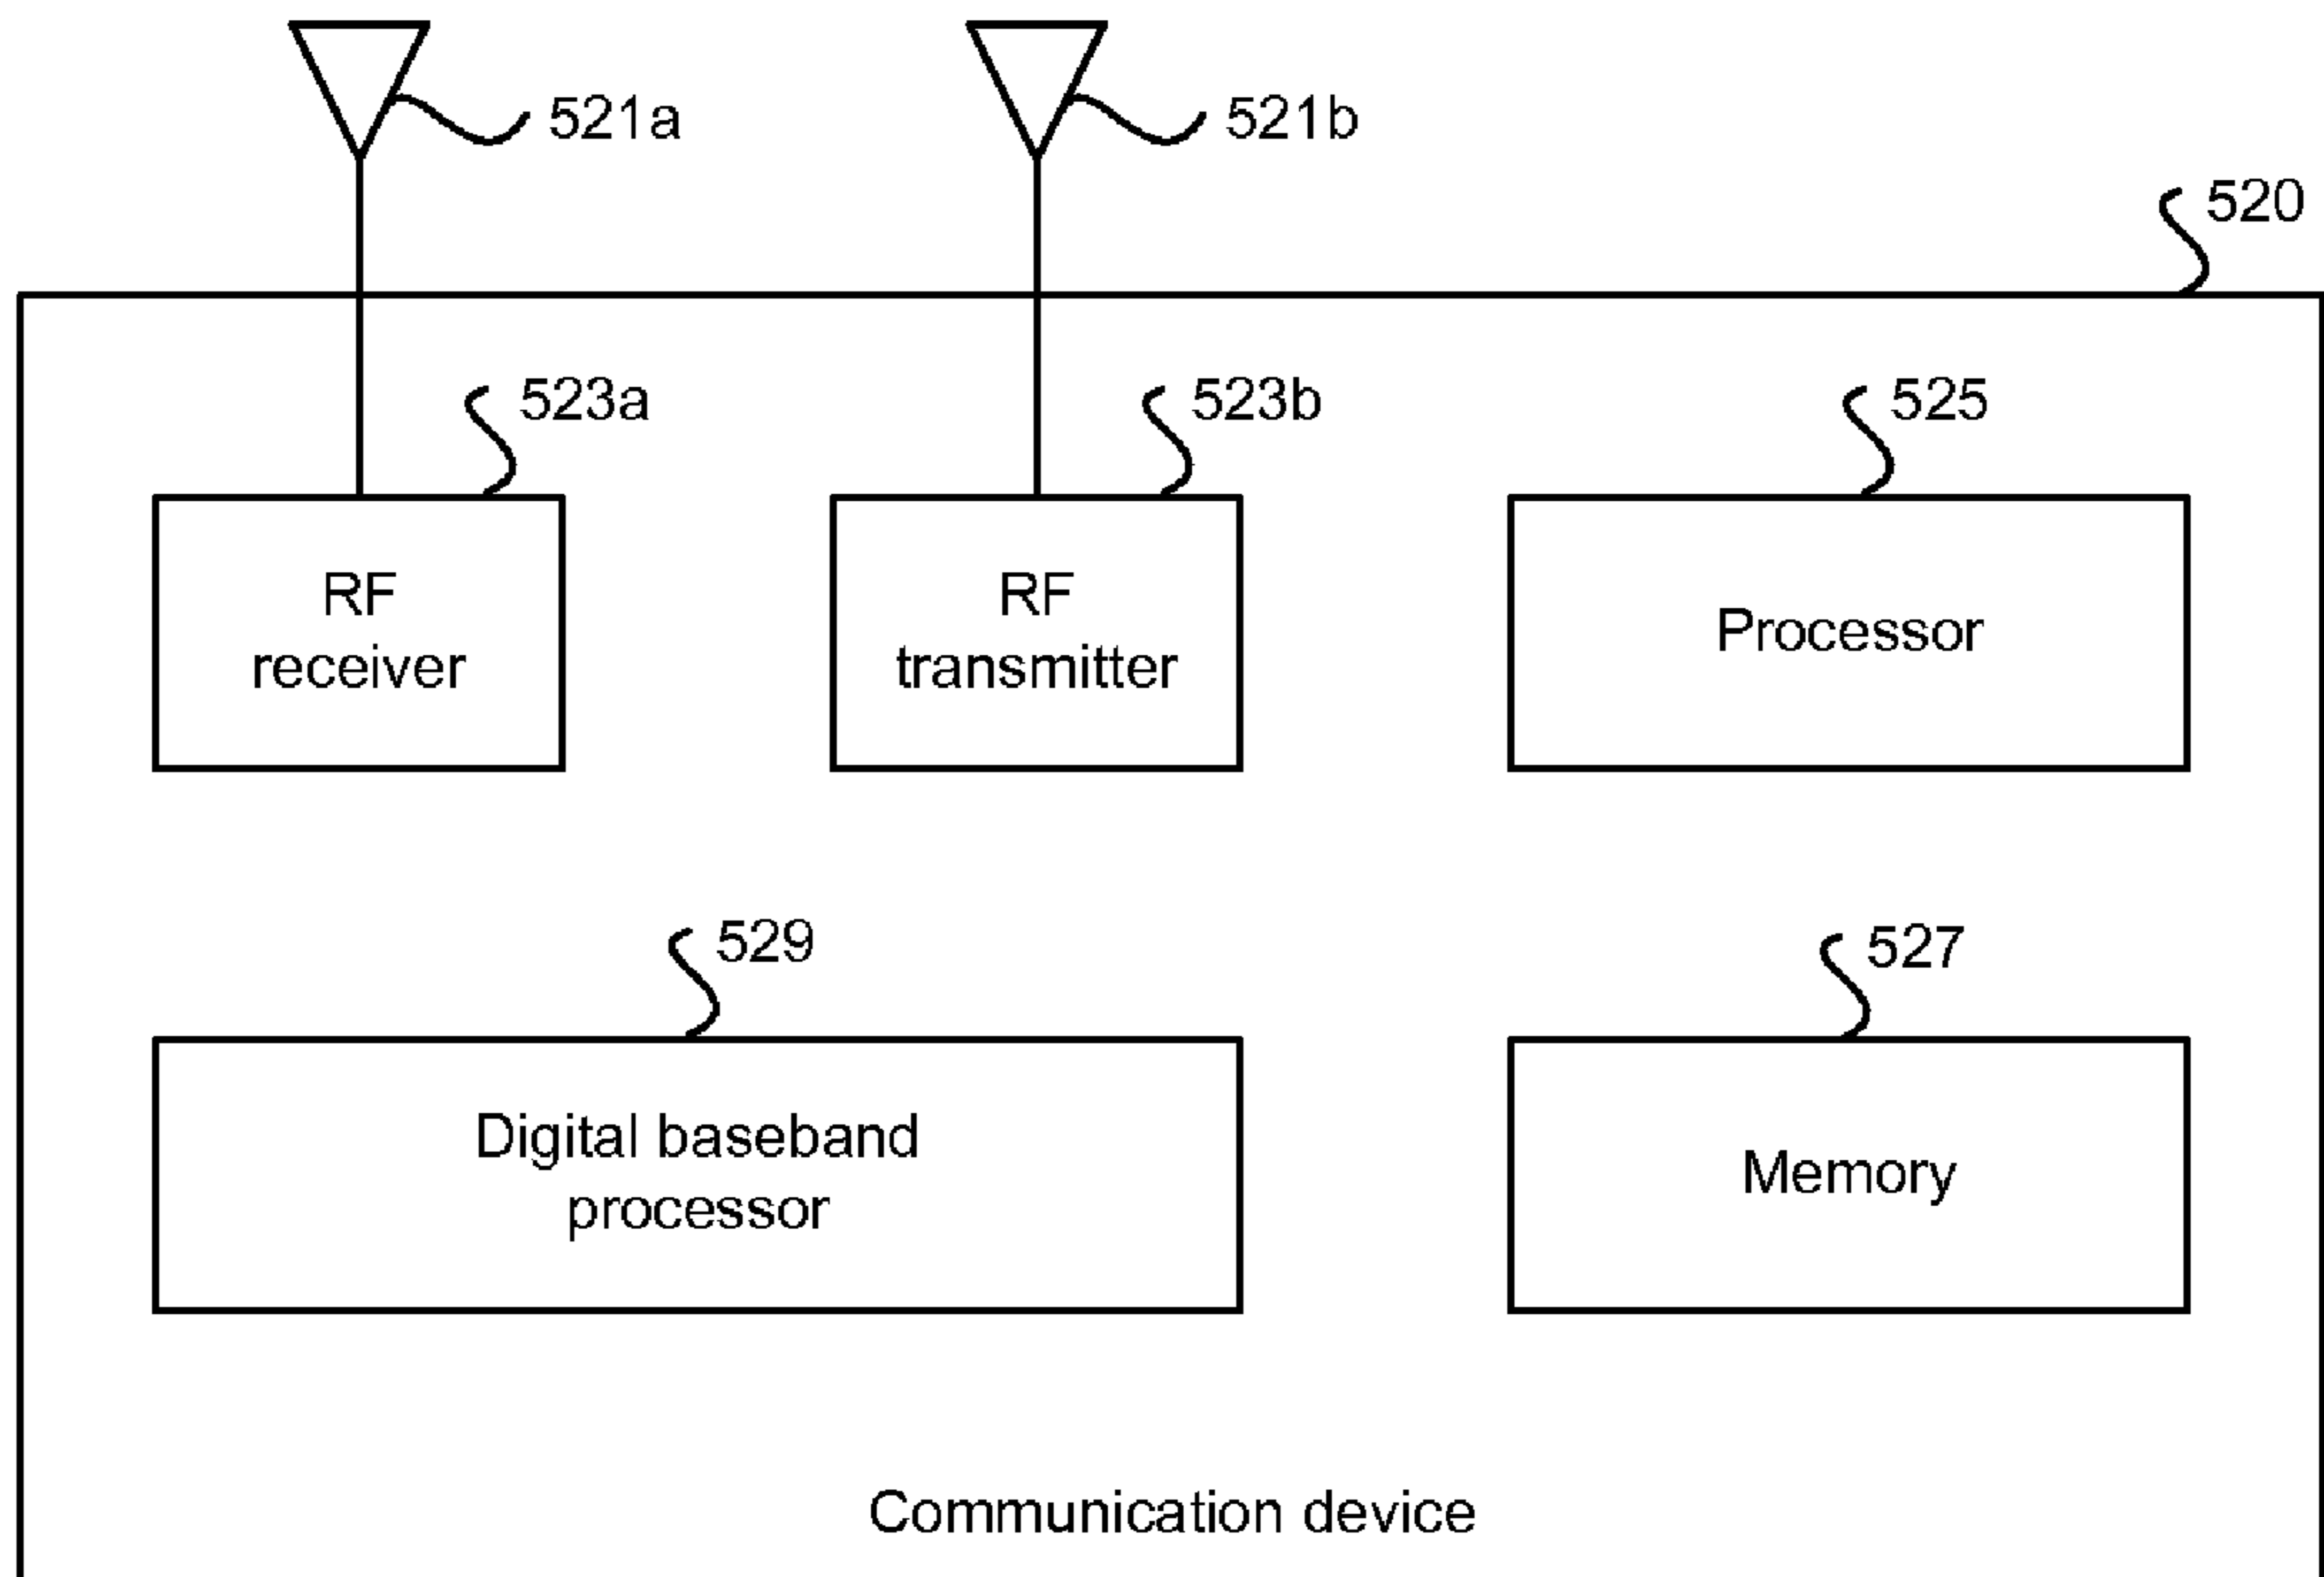 521a
521b
520
523a
523b
525
RF
receiver
RF
transmitter
Processor
529
527
Digital baseband
processor
Memory
Communication device